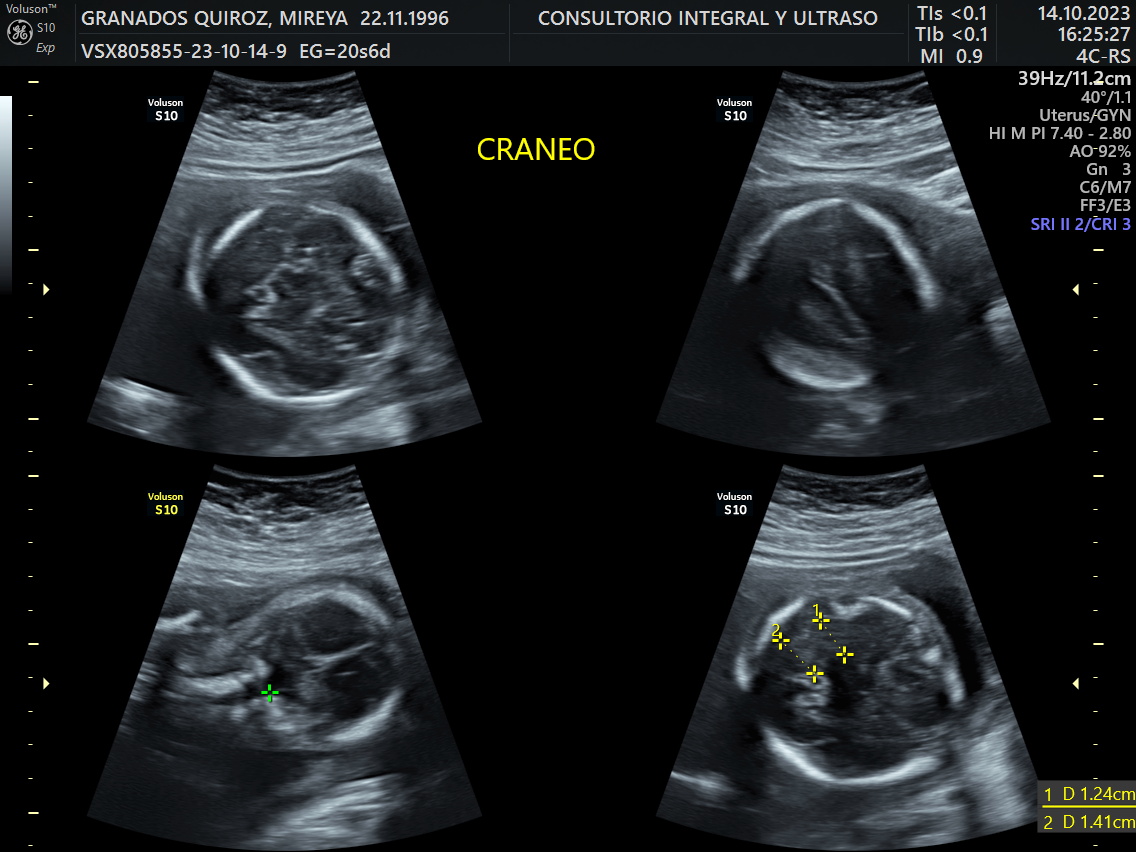 Voluson™
S10
Exp
GRANADOS QUIROZ, MIREYA 22.11.1996
VSX805855-23-10-14-9 EG=20s6d
CONSULTORIO INTEGRAL Y ULTRASO
TIs <0.1
TIb <0.1
MI 0.9
14.10.2023
16:25:27
4C-RS
39Hz/11.2cm
40°/1.1
Uterus/GYN
HI M PI 7.40 - 2.80
AO 92%
Gn 3
C6/M7
FF3/E3
SRI II 2/CRI 3
Voluson
S10
CRANEO
Voluson
S10
Voluson
S10
Voluson
S10
1
2
1 D 1.24cm
2 D 1.41cm